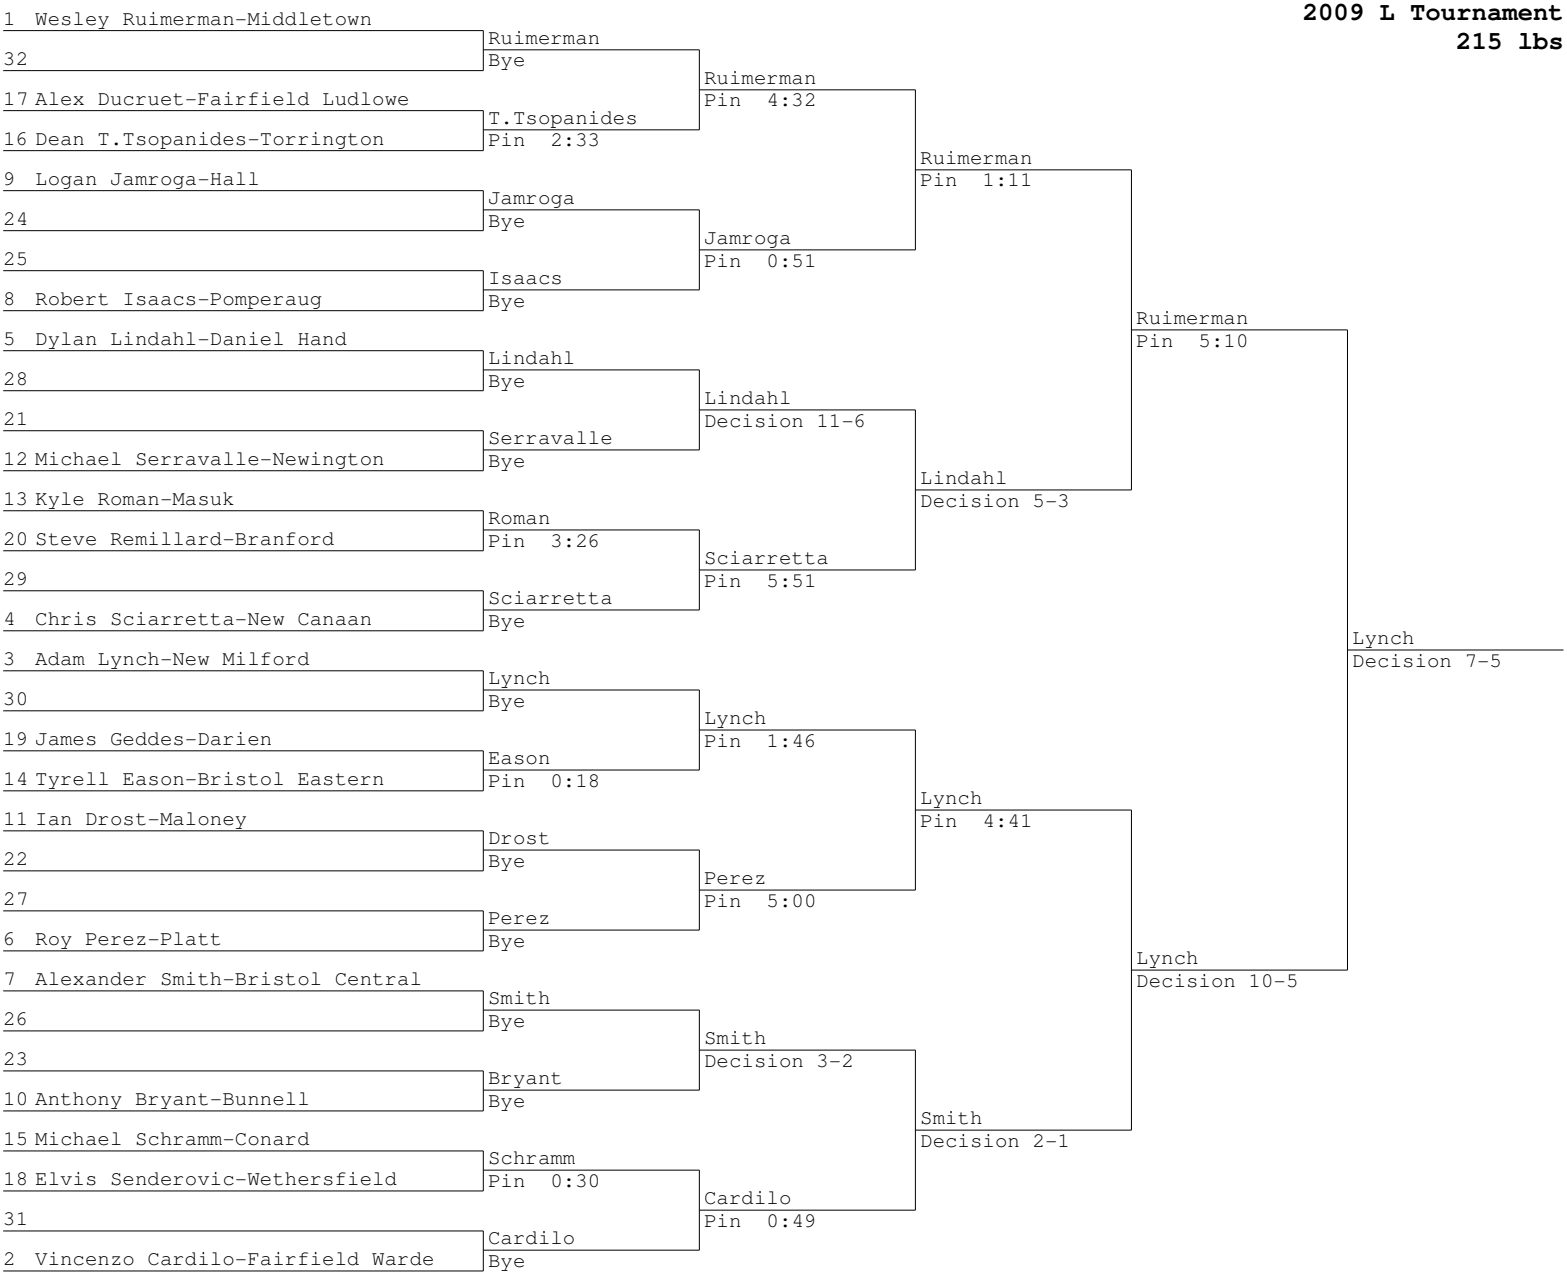 2009 L Tournament
215 lbs
1 Wesley Ruimerman-Middletown
32
17 Alex Ducruet-Fairfield Ludlowe
16 Dean T.Tsopanides-Torrington
9 Logan Jamroga-Hall
24
25
8 Robert Isaacs-Pomperaug
5 Dylan Lindahl-Daniel Hand
28
21
12 Michael Serravalle-Newington
13 Kyle Roman-Masuk
20 Steve Remillard-Branford
29
4 Chris Sciarretta-New Canaan
3 Adam Lynch-New Milford
30
19 James Geddes-Darien
14 Tyrell Eason-Bristol Eastern
11 Ian Drost-Maloney
22
27
6 Roy Perez-Platt
7 Alexander Smith-Bristol Central
26
23
10 Anthony Bryant-Bunnell
15 Michael Schramm-Conard
18 Elvis Senderovic-Wethersfield
31
2 Vincenzo Cardilo-Fairfield Warde
Ruimerman
Bye
T.Tsopanides
Pin 2:33
Jamroga
Bye
Isaacs
Bye
Lindahl
Bye
Serravalle
Bye
Roman
Pin 3:26
Sciarretta
Bye
Lynch
Bye
Eason
Pin 0:18
Drost
Bye
Perez
Bye
Smith
Bye
Bryant
Bye
Schramm
Pin 0:30
Cardilo
Bye
Ruimerman
Pin 4:32
Jamroga
Pin 0:51
Lindahl
Decision 11-6
Sciarretta
Pin 5:51
Lynch
Pin 1:46
Perez
Pin 5:00
Smith
Decision 3-2
Cardilo
Pin 0:49
Ruimerman
Pin 1:11
Lindahl
Decision 5-3
Lynch
Pin 4:41
Smith
Decision 2-1
Ruimerman
Pin 5:10
Lynch
Decision 10-5
Lynch
Decision 7-5